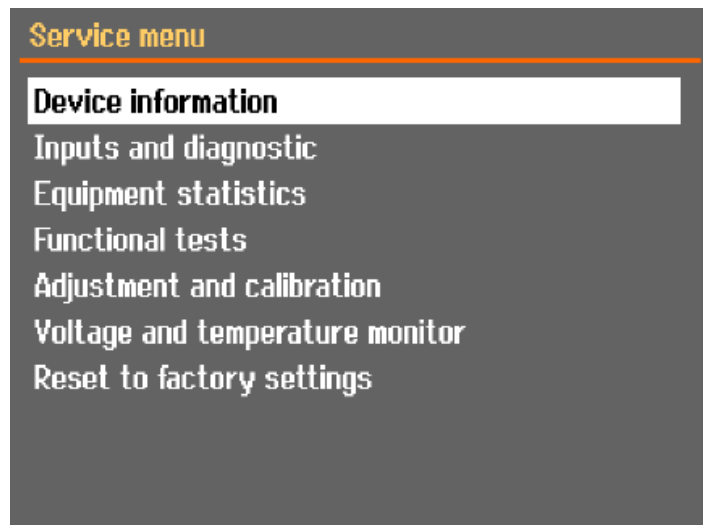 Service menu
Device information
Inputs and diagnostic
Equipment statistics
Functional tests
Adjustment and calibration
Voltage and temperature monitor
Reset to factory settings